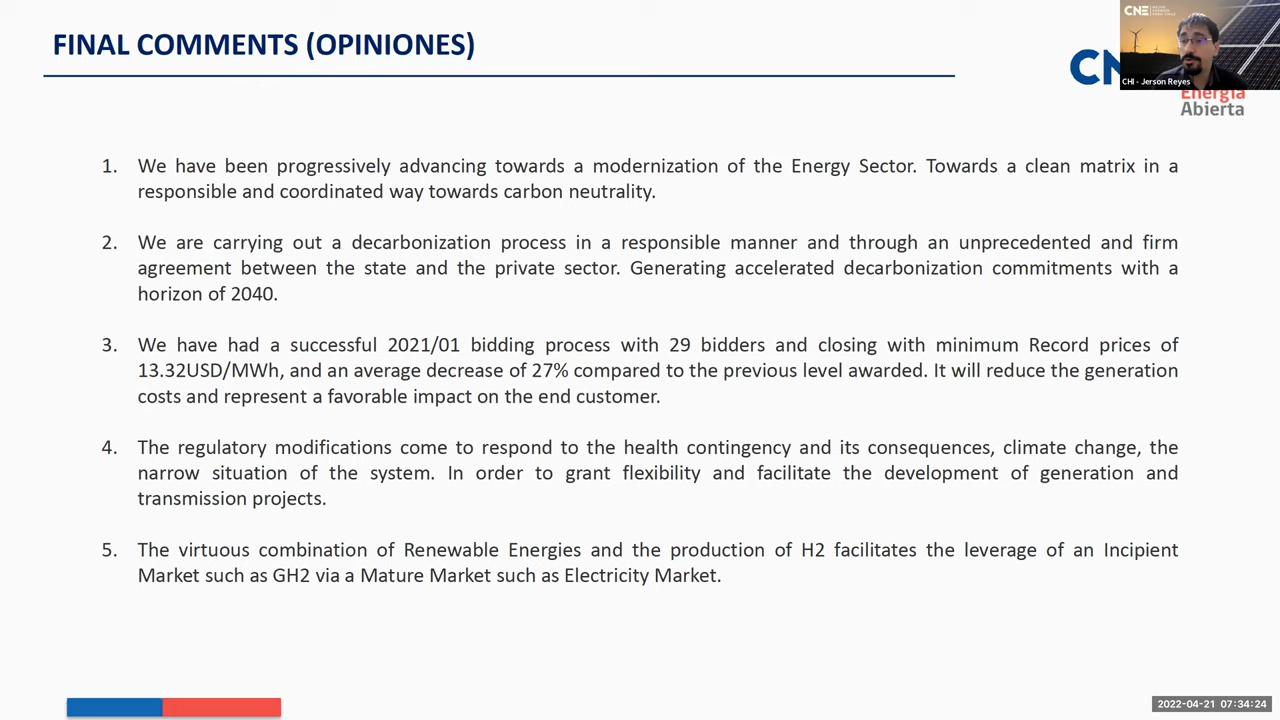 FINAL COMMENTS (OPINIONES)
CNE
CHI - Jerson Reyes
CN
Energía
Abierta
1. We have been progressively advancing towards a modernization of the Energy Sector. Towards a clean matrix in a
responsible and coordinated way towards carbon neutrality.
2. We are carrying out a decarbonization process in a responsible manner and through an unprecedented and firm
agreement between the state and the private sector. Generating accelerated decarbonization commitments with a
horizon of 2040.
3. We have had a successful 2021/01 bidding process with 29 bidders and closing with minimum Record prices of
13.32USD/MWh, and an average decrease of 27% compared to the previous level awarded. It will reduce the generation
costs and represent a favorable impact on the end customer.
4. The regulatory modifications come to respond to the health contingency and its consequences, climate change, the
narrow situation of the system. In order to grant flexibility and facilitate the development of generation and
transmission projects.
5. The virtuous combination of Renewable Energies and the production of H2 facilitates the leverage of an Incipient
Market such as GH2 via a Mature Market such as Electricity Market.
2022-04-21 07:34:24